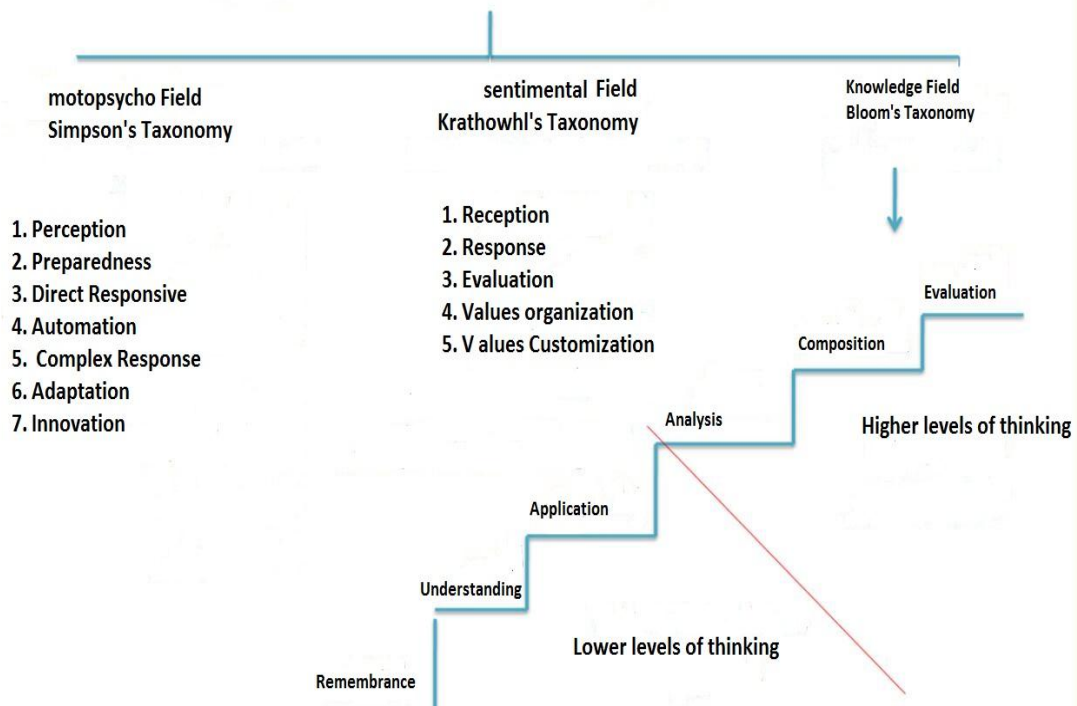 motopsycho Field
Simpson's Taxonomy
1. Perception
2. Preparedness
3. Direct Responsive
4. Automation
5. Complex Response
6. Adaptation
7. Innovation
sentimental Field
Krathowhl's Taxonomy
1. Reception
2. Response
3. Evaluation
4. Values organization
5. V alues Customization
Knowledge Field
Bloom's Taxonomy
Evaluation
Composition
Analysis
Higher levels of thinking
Application
Understanding
Lower levels of thinking
Remembrance